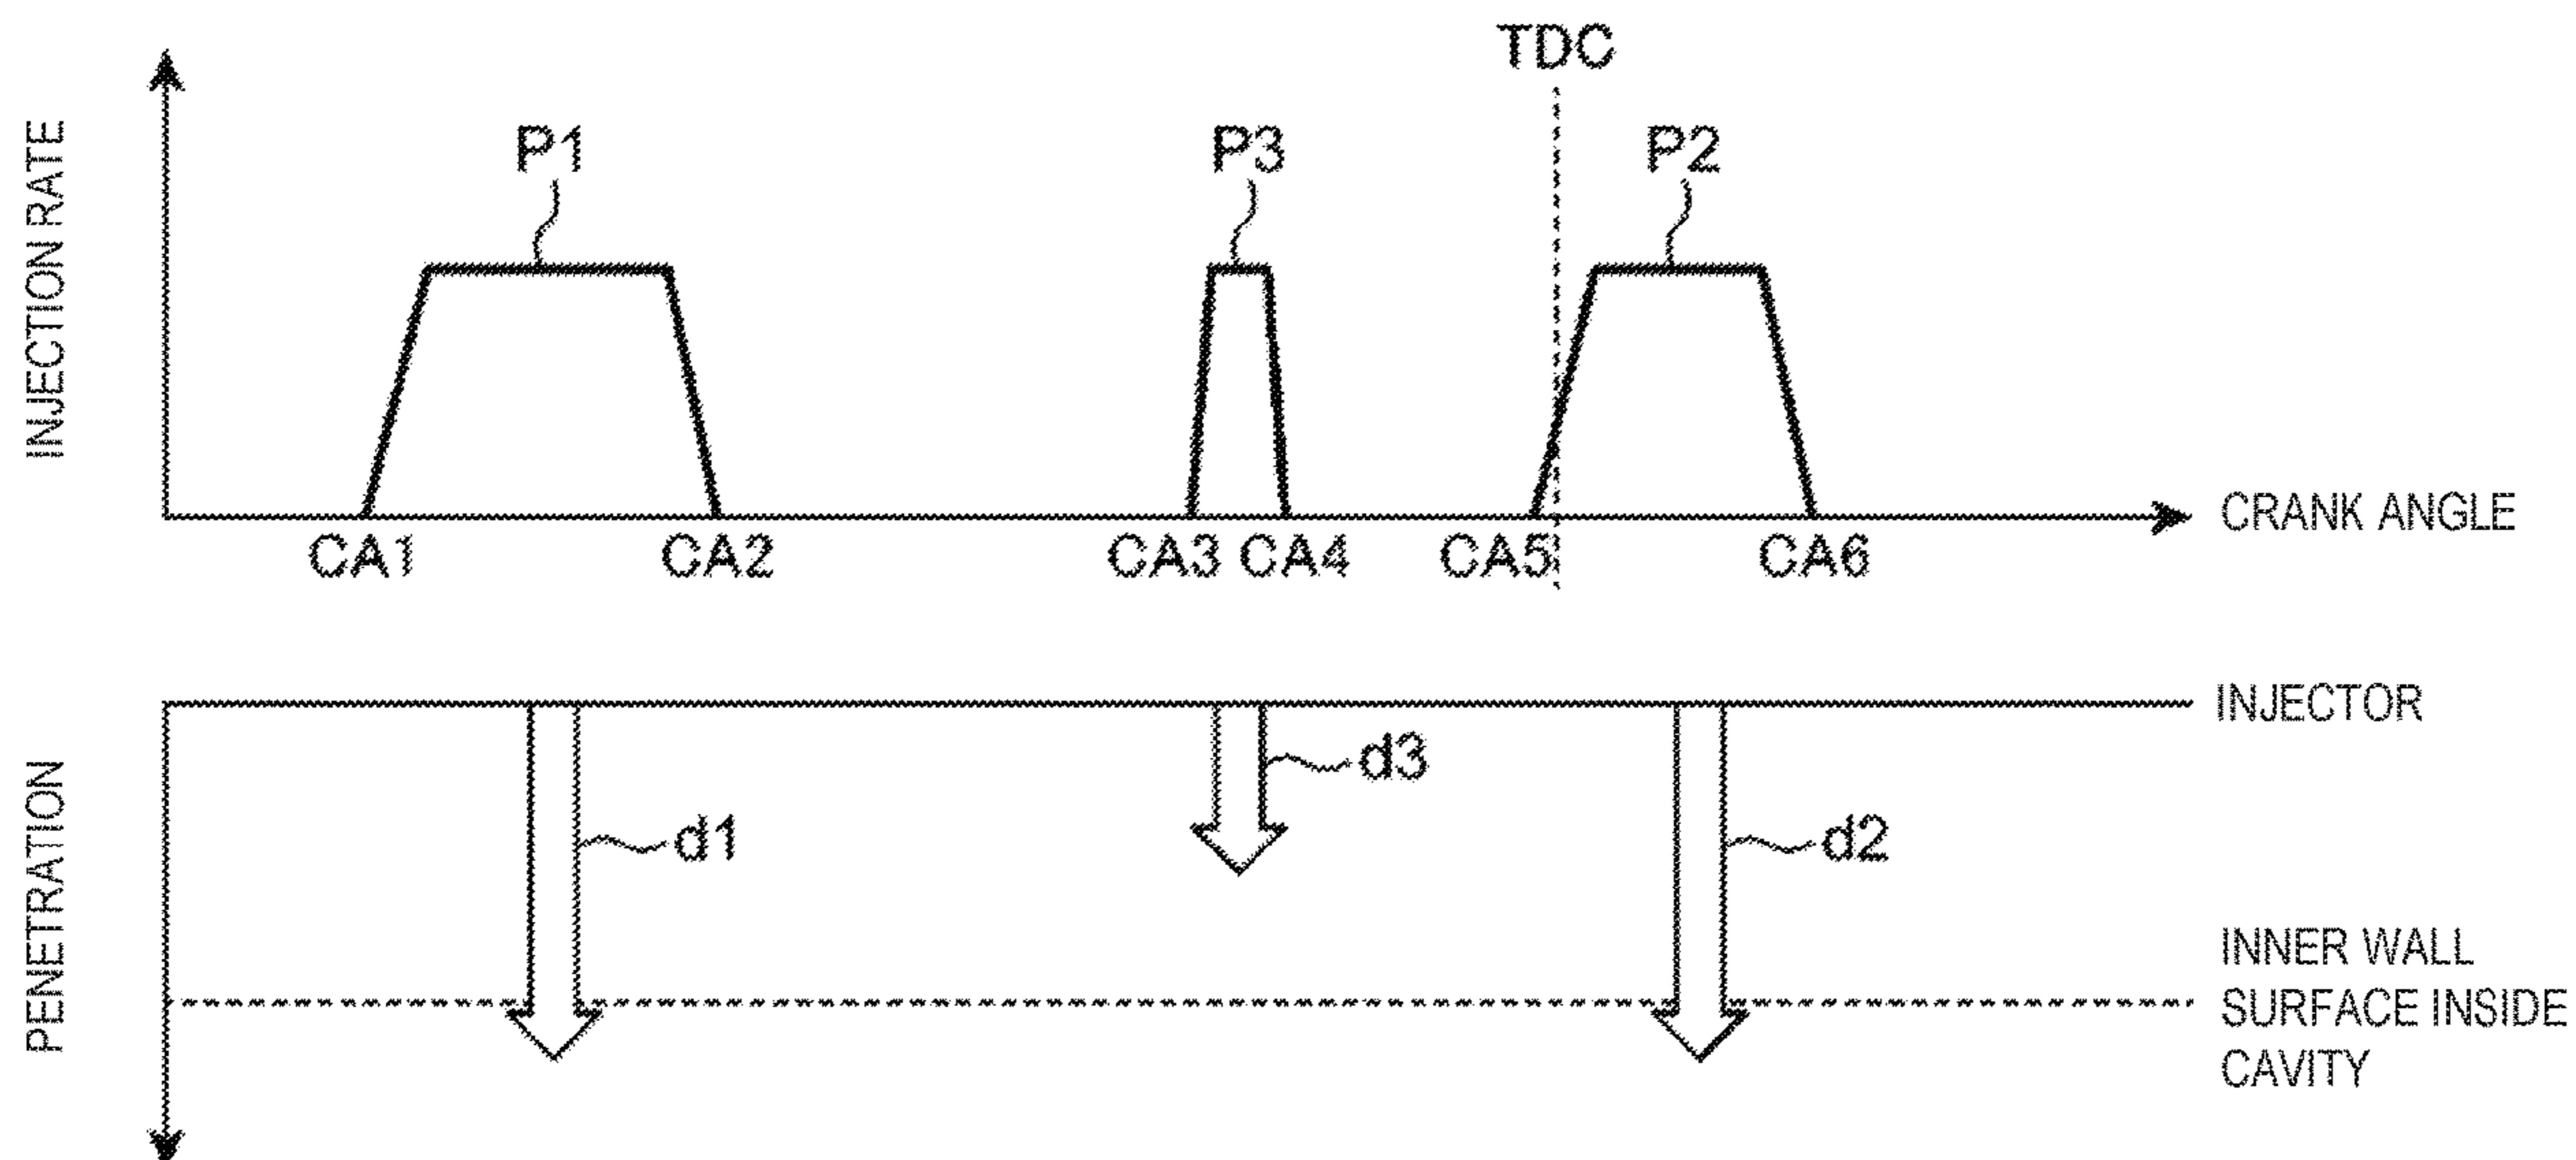 TDC
P1
P3
P2
INJECTION RATE
CRANK ANGLE
CA1
CA2
CA3
CA4
CA5
CA6
INJECTOR
d3
d1
d2
PENETRATION
INNER WALL
SURFACE INSIDE
CAVITY